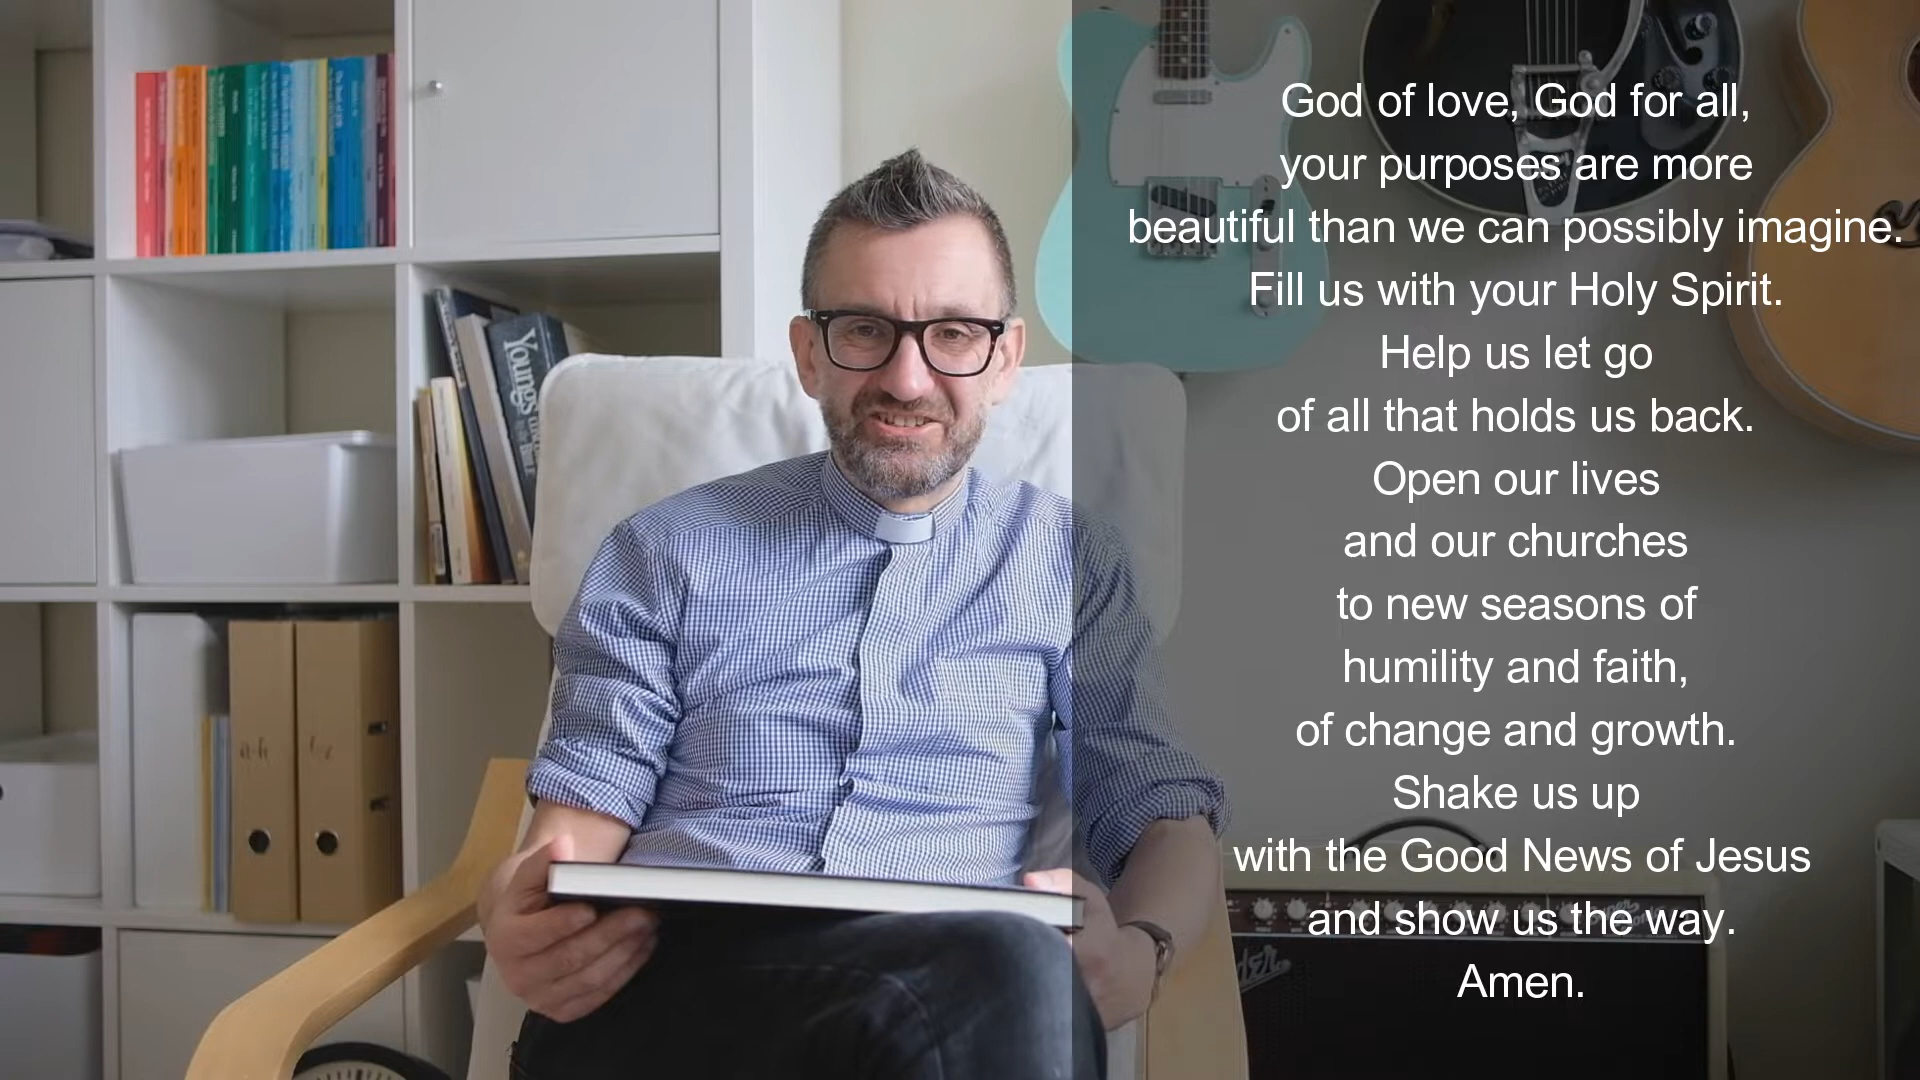 God of love, God for all,
your purposes are more
beautiful than we can possibly imagine.
Fill us with your Holy Spirit.
Help us let go
of all that holds us back.
Open our lives
and our churches
to new seasons of
humility and faith,
of change and growth.
Shake us up
with the Good News of Jesus
and show us the way.
Amen.
Young's
BIBLE
a-h